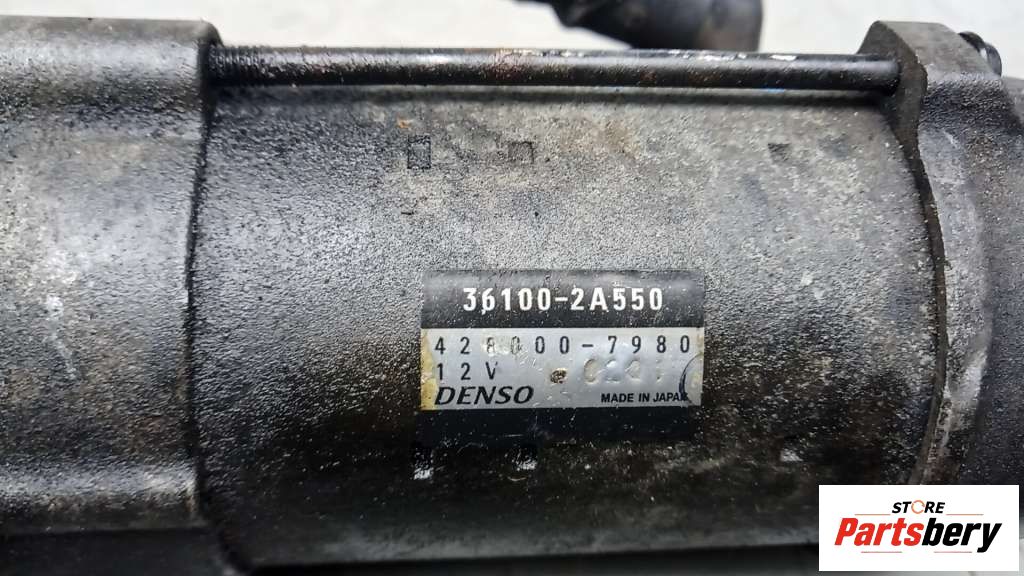 36100-2A550
428000-7980
12V
DENSO MADE IN JAPAN
STORE
Partsbery